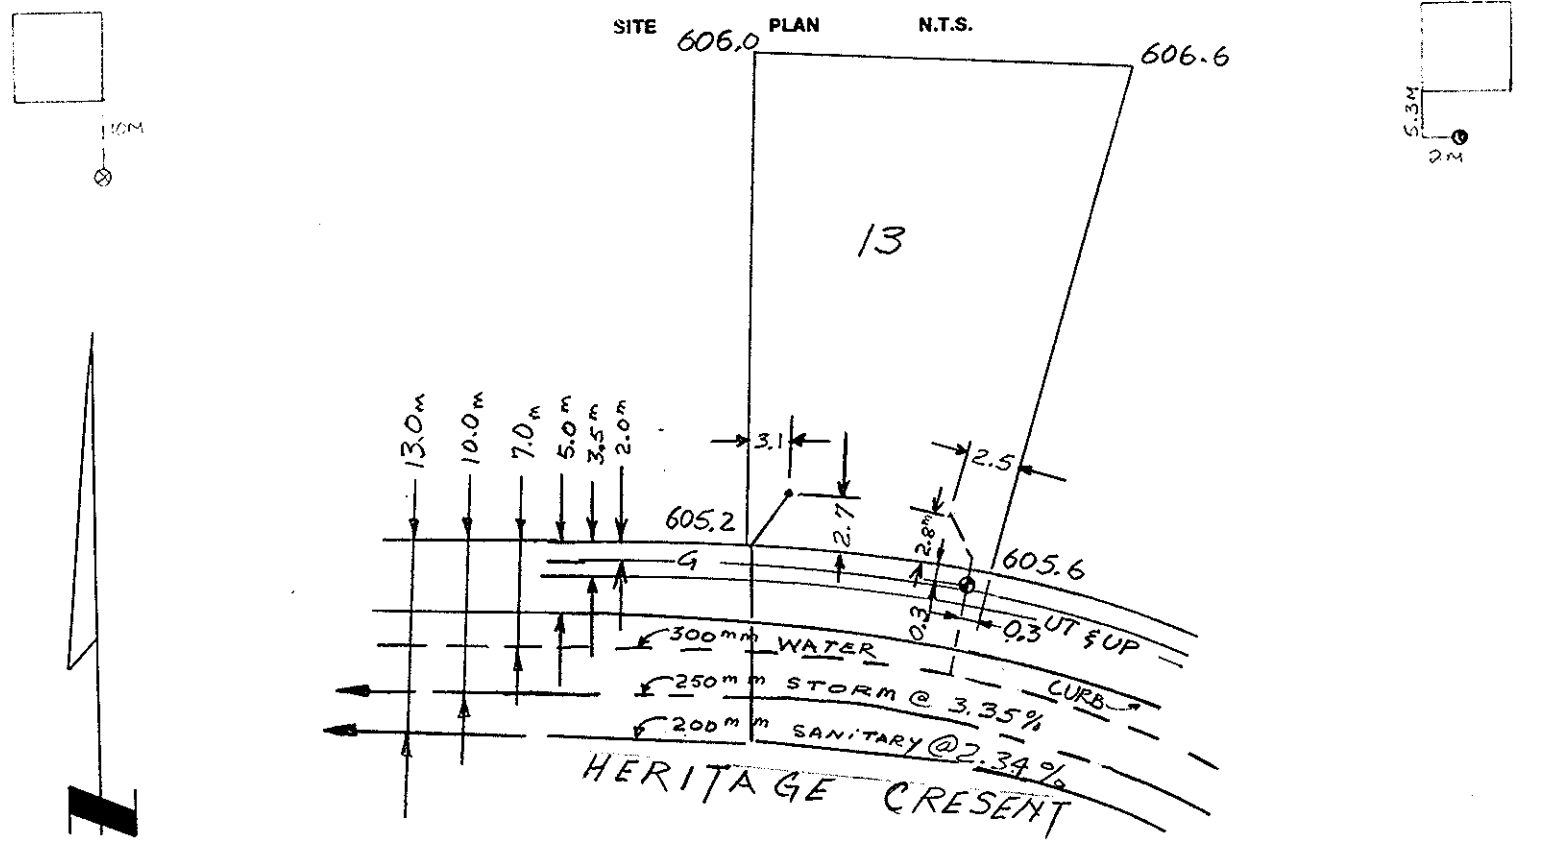 SITE PLAN N.T.S.
606.0
606.6
10M
5.3M
2M
13
13.0m
10.0m
7.0m
5.0m
3.5m
2.0m
3.1
2.5
605.2
2.7
2.8m
605.6
G
0.3
0.3
UT & UP
300mm WATER
CURB
250mm STORM @ 3.35%
200mm SANITARY @ 2.34%
HERITAGE CRESENT